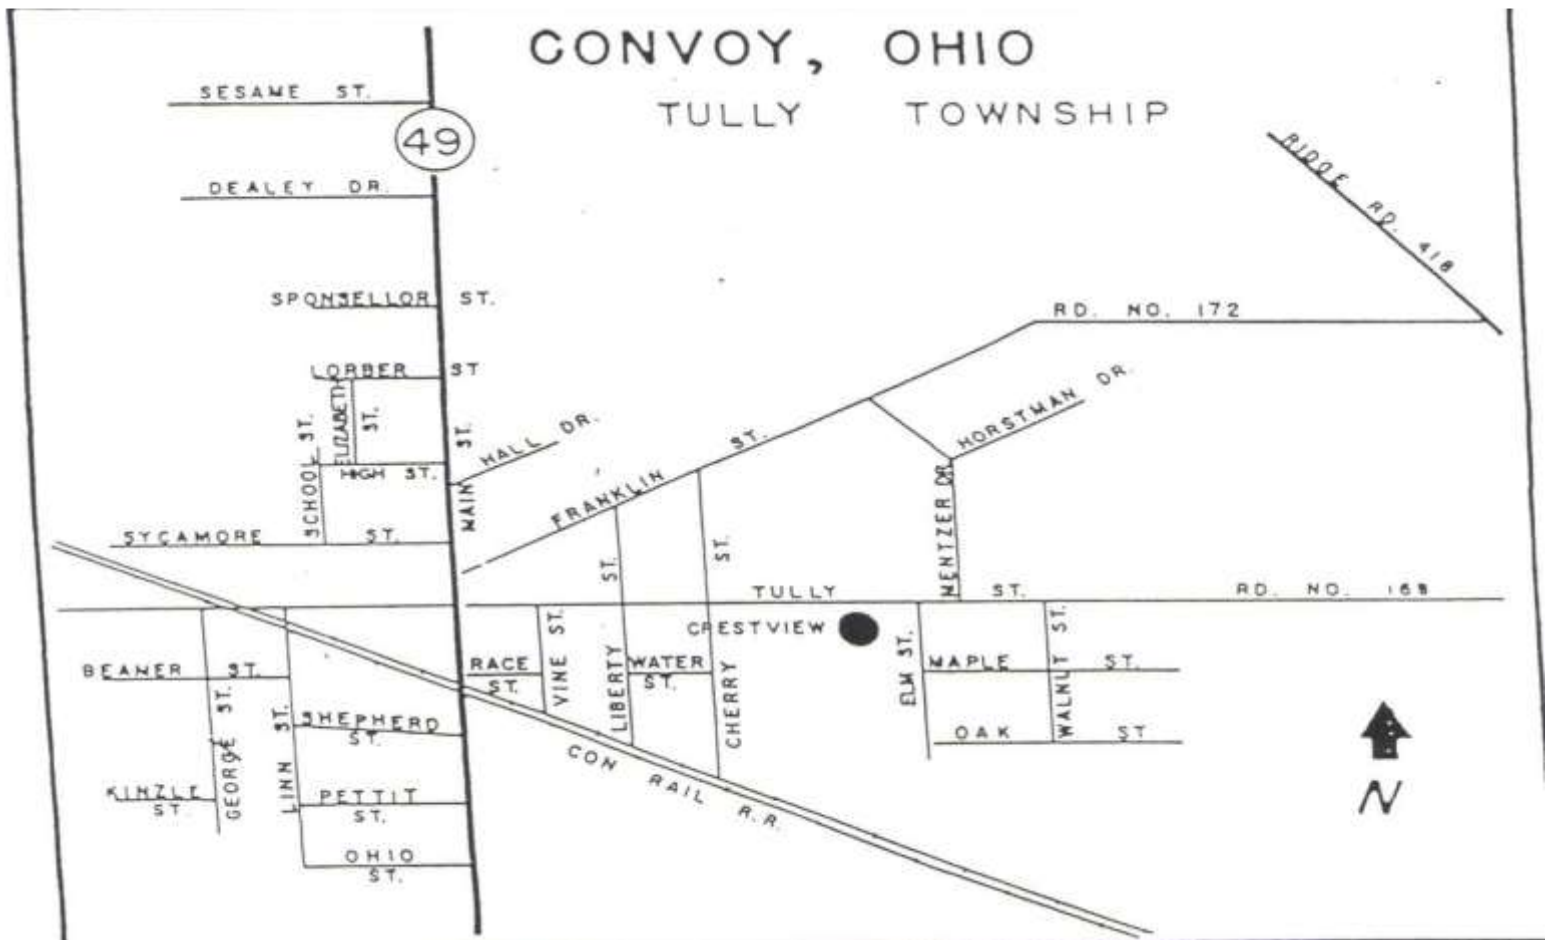 CONVOY, OHIO
TULLY TOWNSHIP
SESAME ST.
49
DEALEY DR.
RIDGE RD. 418
SPONSELLOR ST.
RD. NO. 172
LORBER ST
ELIZABETH ST.
SCHOOL ST.
HIGH ST.
MAIN ST.
HALL DR.
FRANKLIN ST.
HORSTMAN DR.
MENTZER DR.
SYCAMORE ST.
TULLY ST.
RD. NO. 168
CRESTVIEW
BEAMER ST.
RACE
ST.
VINE ST.
LIBERTY ST.
WATER
ST.
CHERRY ST.
ELM ST.
MAPLE ST.
WALNUT ST.
OAK ST
GEORGE ST.
LINN ST.
SHEPHERD
ST.
CON RAIL R.R.
KINZLE
ST.
PETTIT
ST.
OHIO
ST.
N